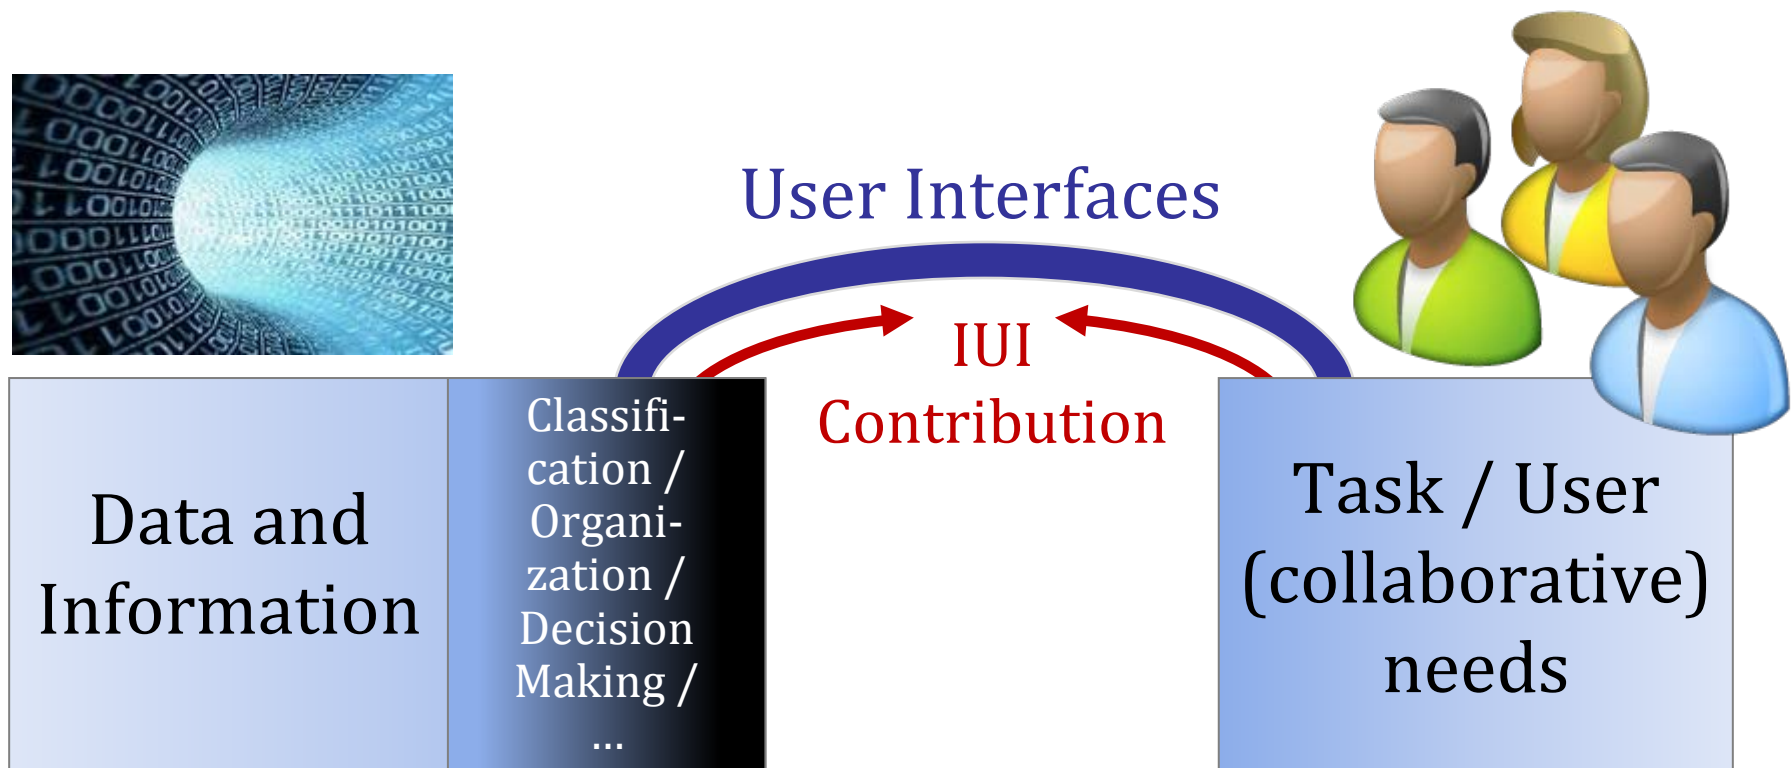 User Interfaces
IUI
Contribution
Data and
Information
Classifi-
cation /
Organi-
zation /
Decision
Making /
...
Task / User
(collaborative)
needs